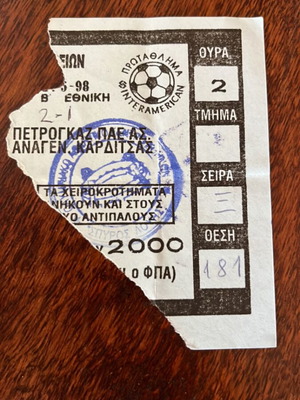 ΕΙΩΝ
-98
Β΄ ΕΘΝΙΚΗ
2-1
ΠΕΤΡΟΓΚΑΖ ΠΑΕ ΑΣ.
ΑΝΑΓΕΝ. ΚΑΡΔΙΤΣΑΣ
ΤΑ ΧΕΙΡΟΚΡΟΤΗΜΑΤΑ
ΝΗΚΟΥΝ ΚΑΙ ΣΤΟΥΣ
ΥΟ ΑΝΤΙΠΑΛΟΥΣ
2000
Ι Ο ΦΠΑ)
ΠΡΩΤΑΘΛΗΜΑ
INTERAMERICAN
ΘΥΡΑ
2
ΤΜΗΜΑ
ΣΕΙΡΑ
Ξ
ΘΕΣΗ
181